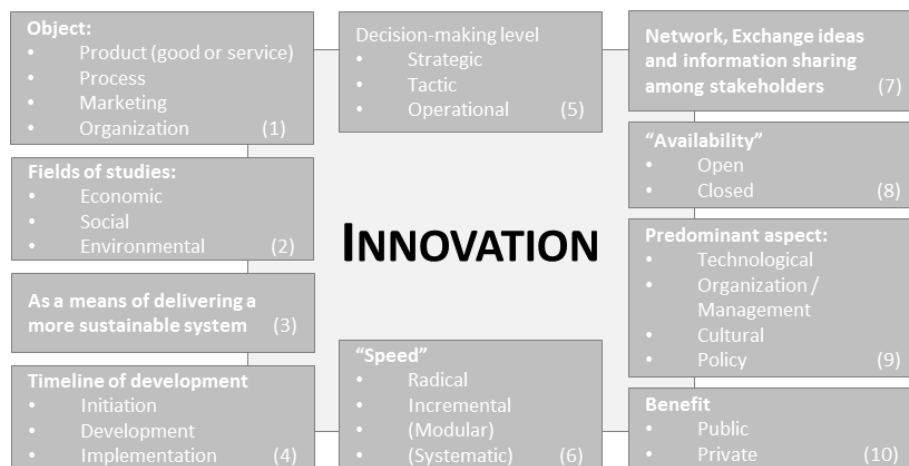 Object:
• Product (good or service)
• Process
• Marketing
• Organization (1)
Fields of studies:
• Economic
• Social
• Environmental (2)
As a means of delivering a
more sustainable system (3)
Timeline of development
• Initiation
• Development
• Implementation (4)
Decision-making level
• Strategic
• Tactic
• Operational (5)
INNOVATION
“Speed”
• Radical
• Incremental
• (Modular)
• (Systematic) (6)
Network, Exchange ideas
and information sharing
among stakeholders (7)
“Availability”
• Open
• Closed (8)
Predominant aspect:
• Technological
• Organization /
Management
• Cultural
• Policy (9)
Benefit
• Public
• Private (10)